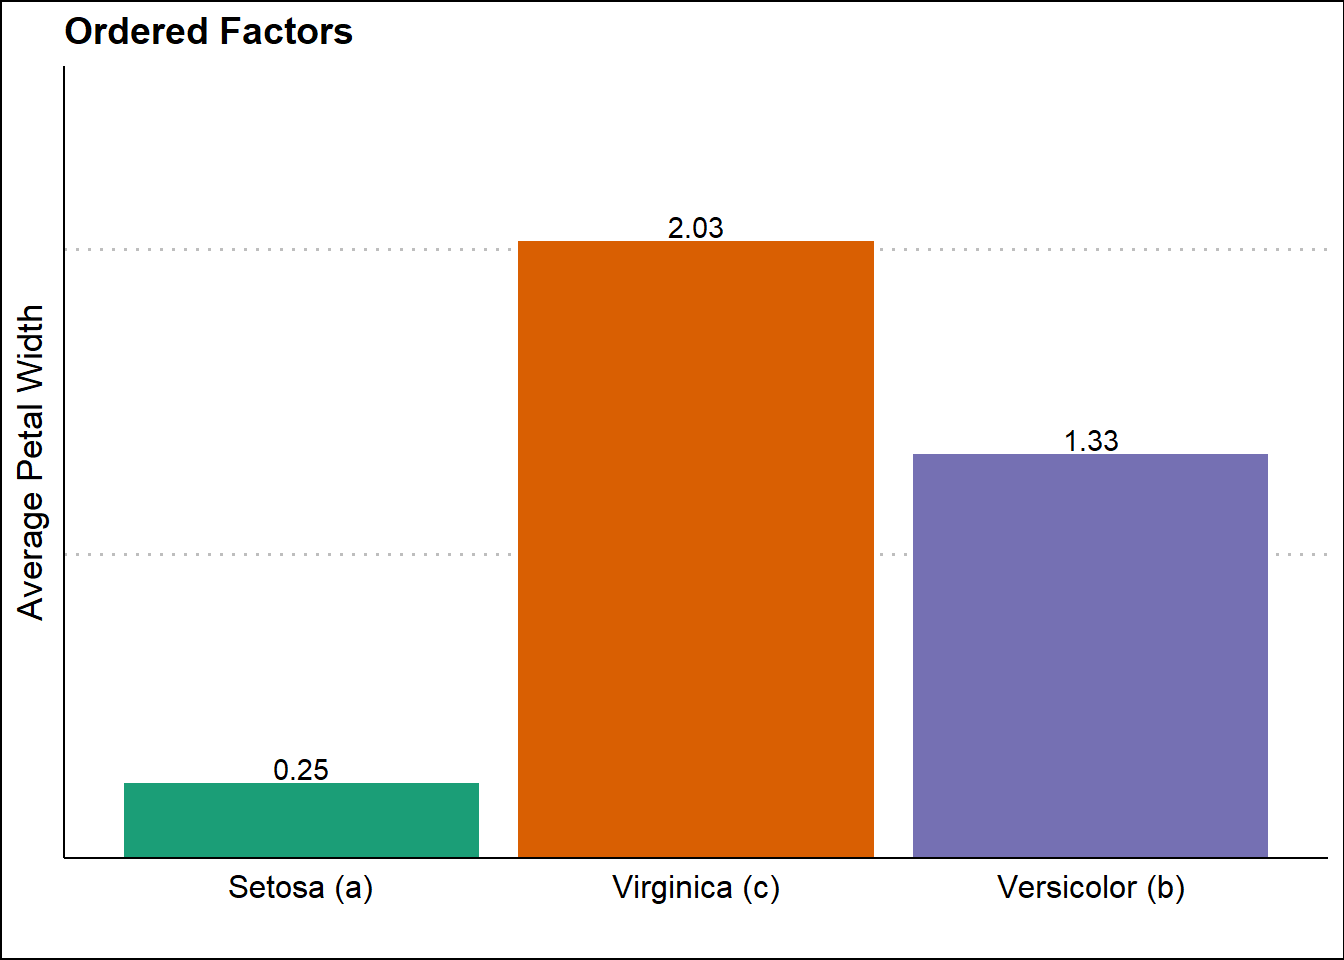 Ordered Factors
Average Petal Width
2.03
1.33
0.25
Setosa (a)
Virginica (c)
Versicolor (b)